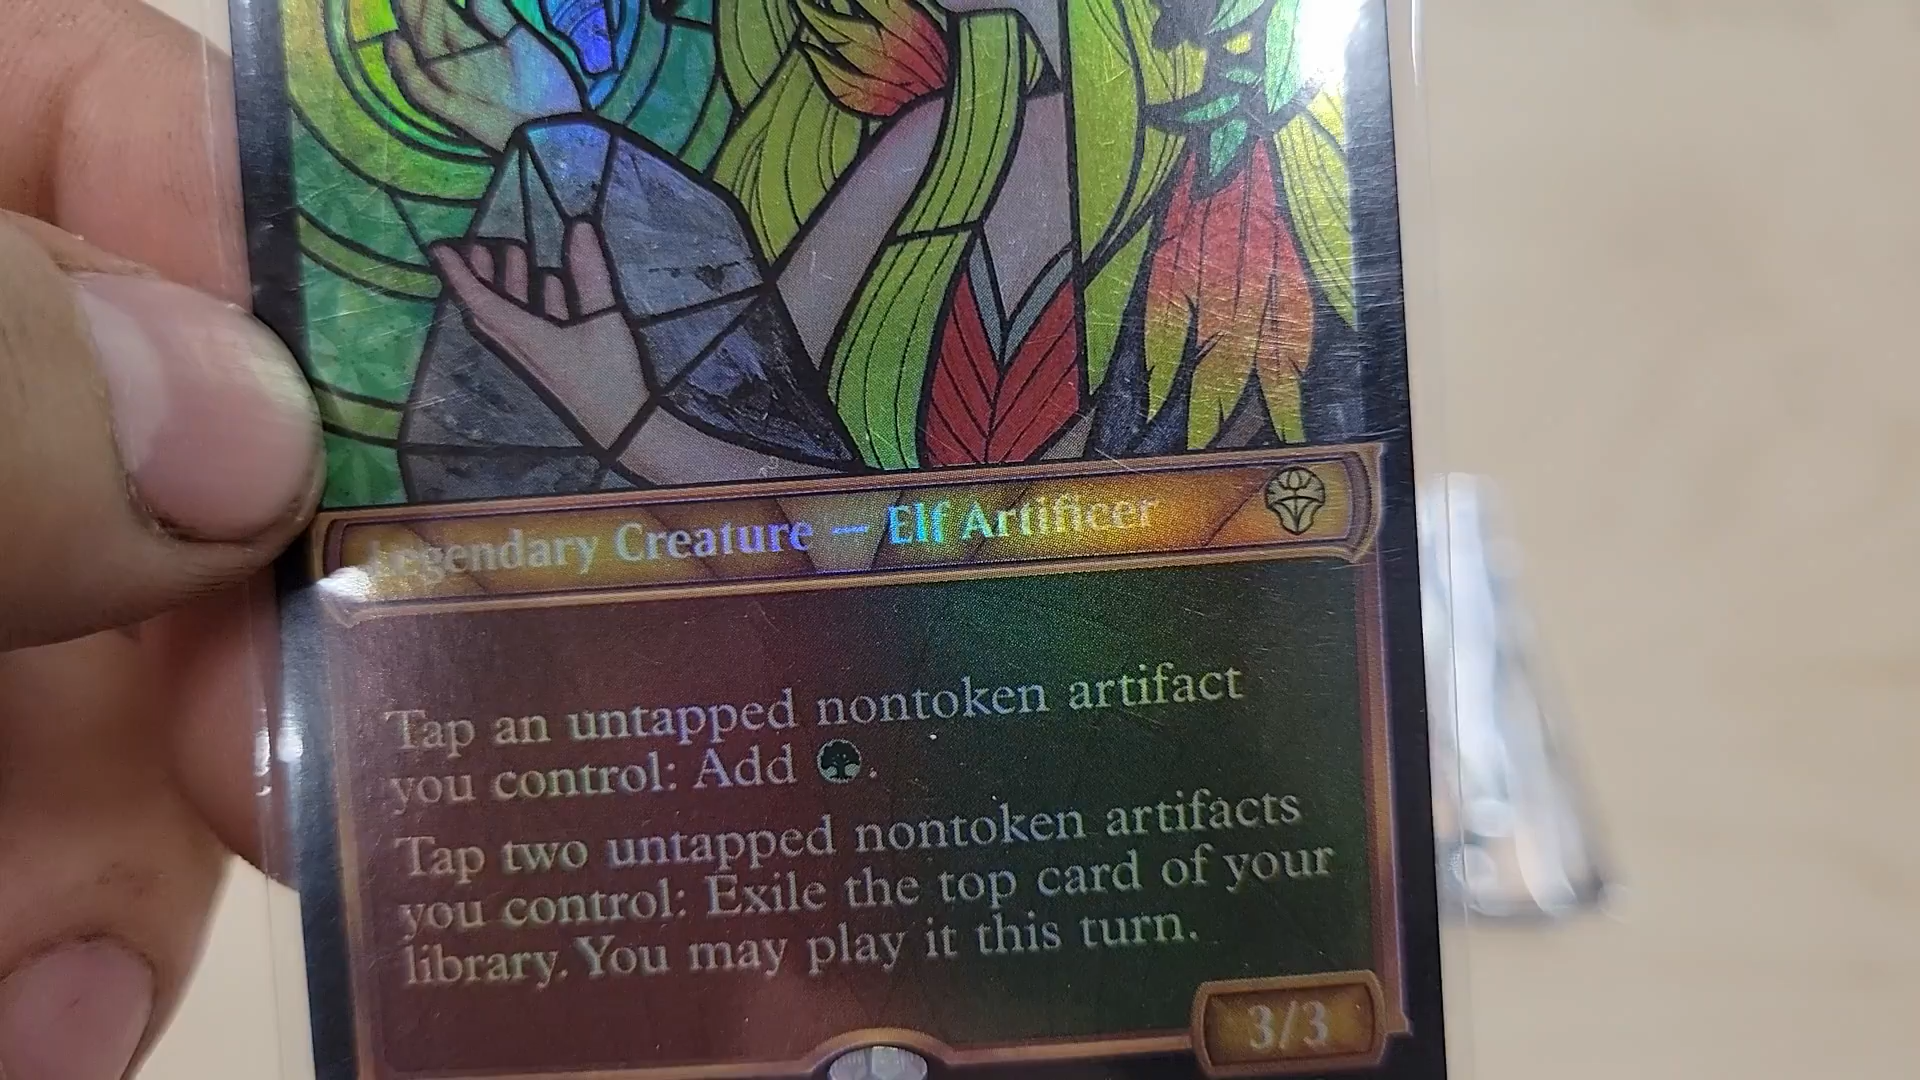 Legendary Creature — Elf Artificer
Tap an untapped nontoken artifact
you control: Add .
Tap two untapped nontoken artifacts
you control: Exile the top card of your
library. You may play it this turn.
3/3